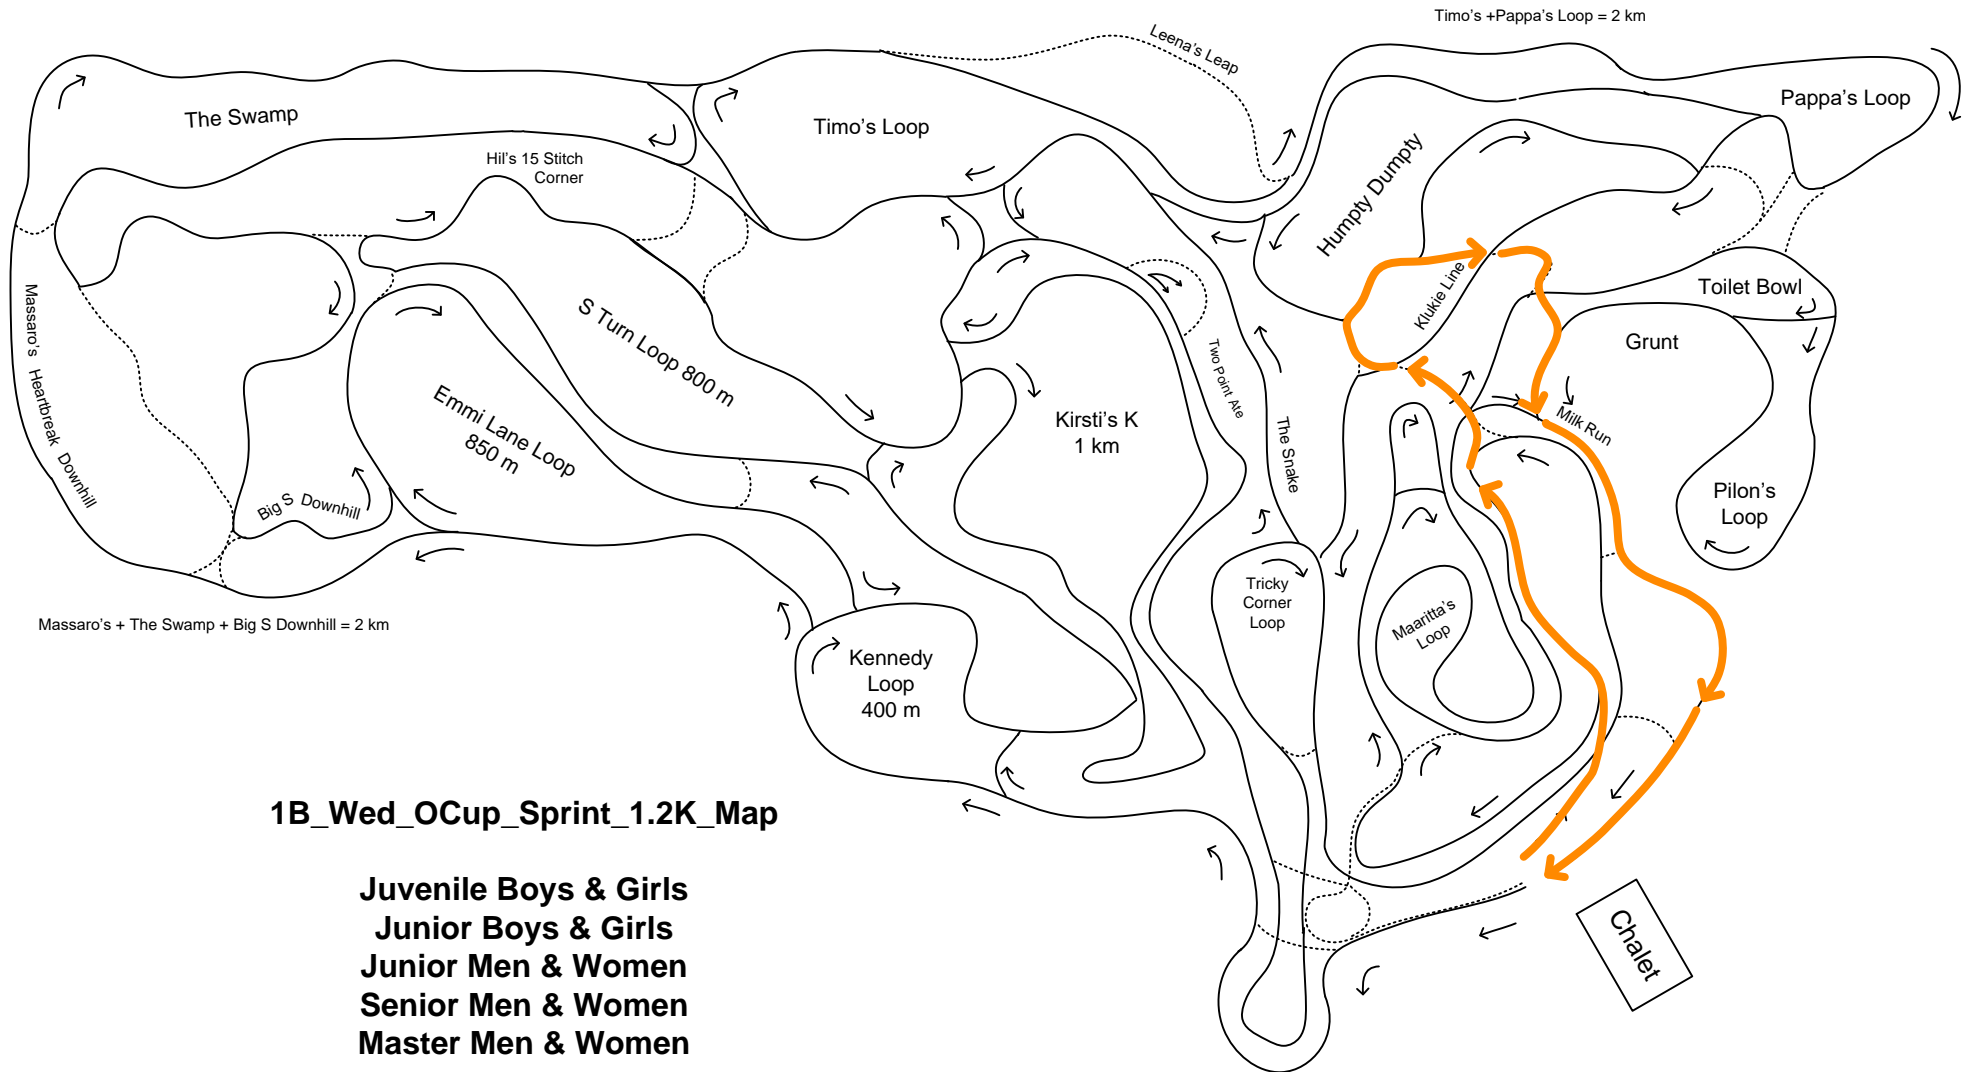 Timo's +Pappa's Loop = 2 km
Leena's Leap
Pappa's Loop
The Swamp
Timo's Loop
Hil's 15 Stitch
Corner
Humpty Dumpty
Klukie Line
Toilet Bowl
Massaro's Heartbreak Downhill
S Turn Loop 800 m
Two Point Ate
Grunt
Emmi Lane Loop
850 m
Kirsti's K
1 km
The Snake
Milk Run
Big S Downhill
Pilon's
Loop
Tricky
Corner
Loop
Maaritta's
Loop
Massaro's + The Swamp + Big S Downhill = 2 km
Kennedy
Loop
400 m
1B_Wed_OCup_Sprint_1.2K_Map
Juvenile Boys & Girls
Junior Boys & Girls
Junior Men & Women
Senior Men & Women
Master Men & Women
Chalet